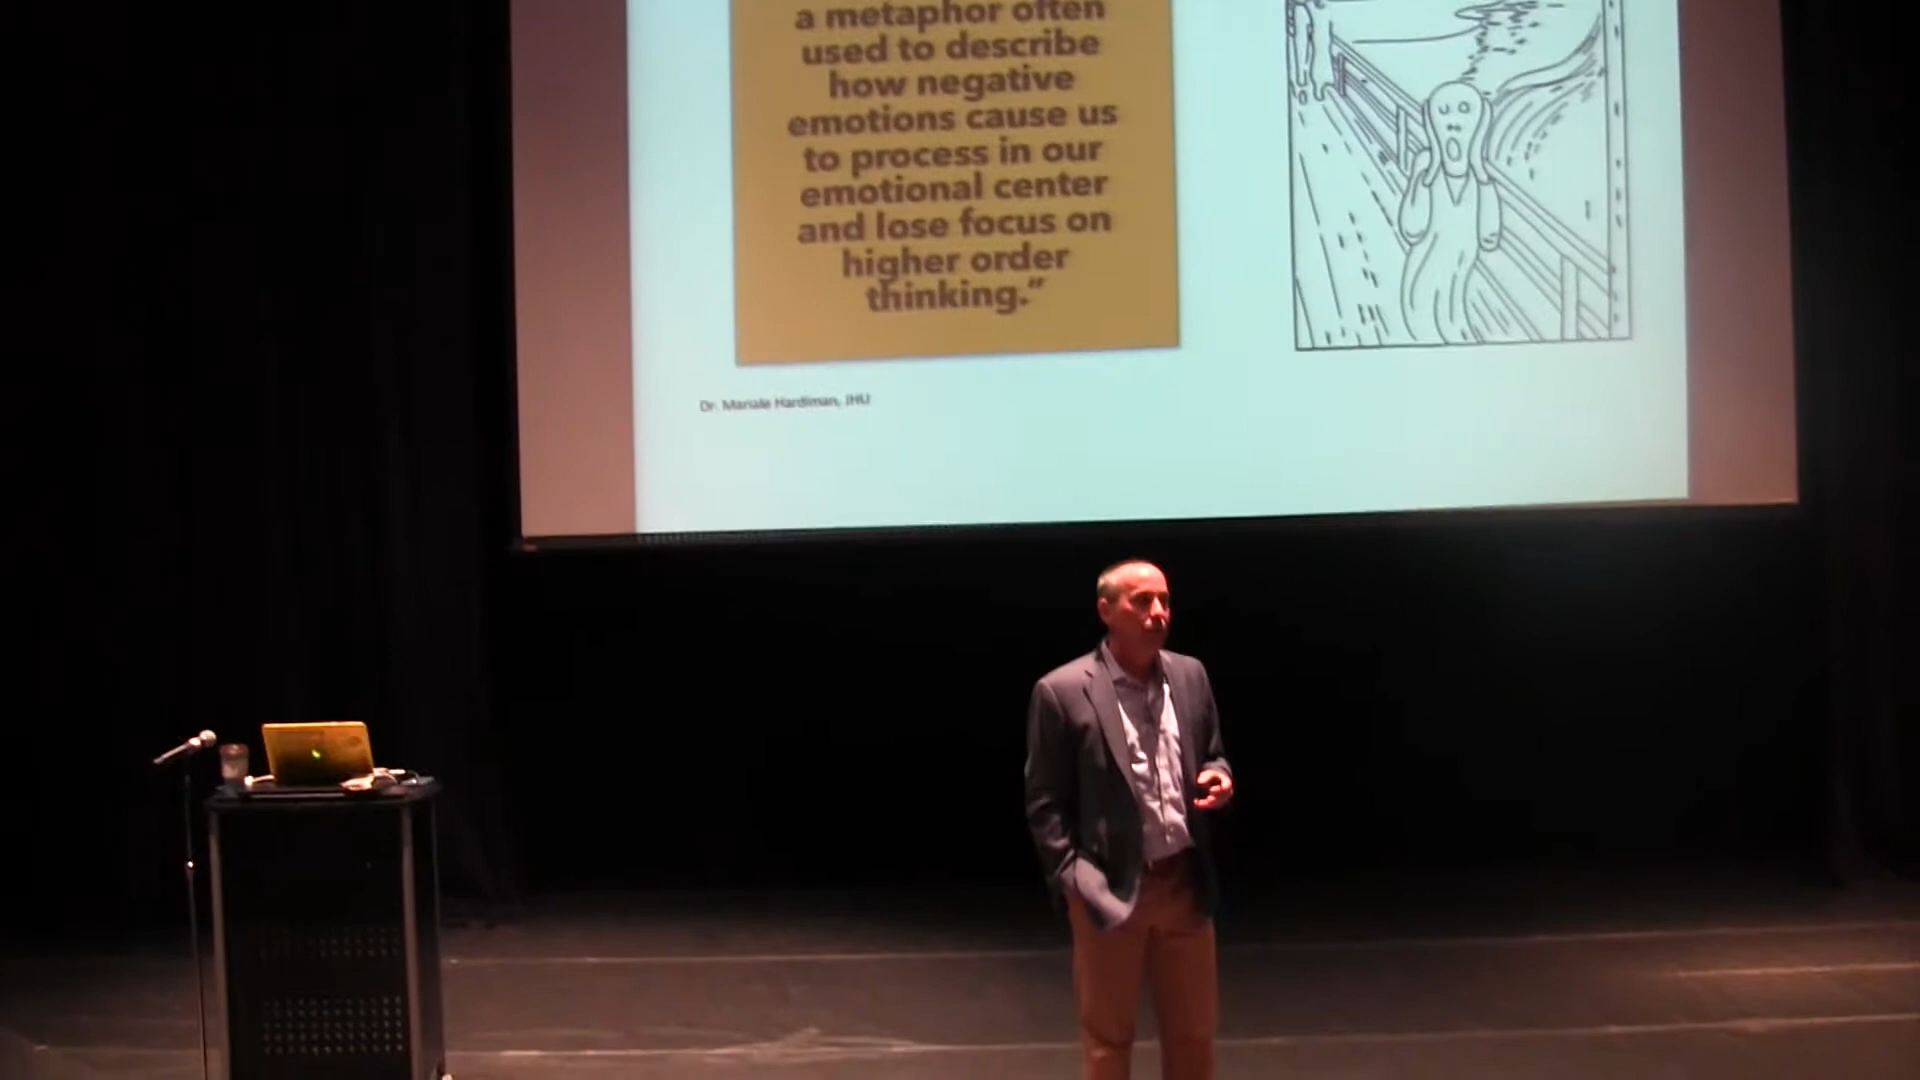 a metaphor often
used to describe
how negative
emotions cause us
to process in our
emotional center
and lose focus on
higher order
thinking.”
Dr. Mariale Hardiman, JHU